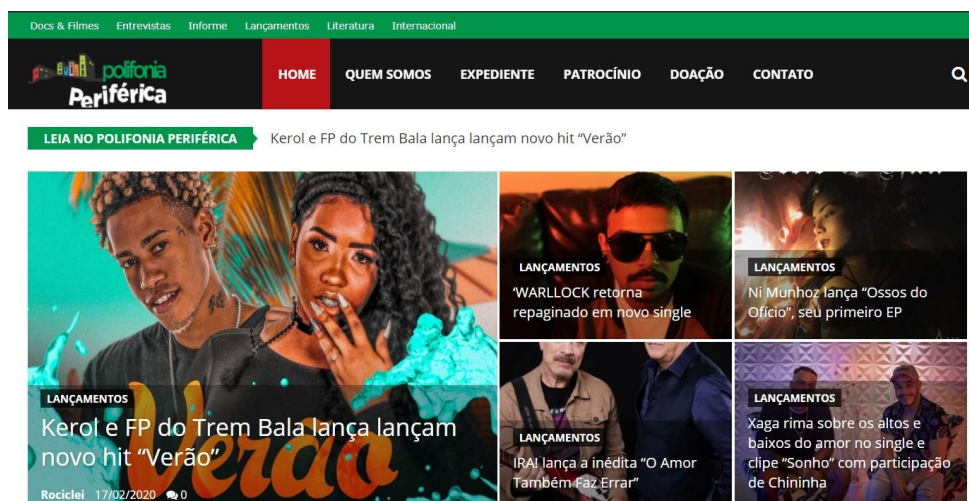 Docs & Filmes Entrevistas Informe Lançamentos Literatura Internacional
polifonia
Periférica
HOME QUEM SOMOS EXPEDIENTE PATROCÍNIO DOAÇÃO CONTATO
LEIA NO POLIFONIA PERIFÉRICA
Kerol e FP do Trem Bala lança lançam novo hit “Verão”
Verão
LANÇAMENTOS
Kerol e FP do Trem Bala lança lançam
novo hit “Verão”
Rociclei 17/02/2020 0
LANÇAMENTOS
‘WARLLOCK retorna
repaginado em novo single
LANÇAMENTOS
Ni Munhoz lança “Ossos do
Ofício”, seu primeiro EP
LANÇAMENTOS
IRA! lança a inédita “O Amor
Também Faz Errar”
LANÇAMENTOS
Xaga rima sobre os altos e
baixos do amor no single e
clipe “Sonho” com participação
de Chininha